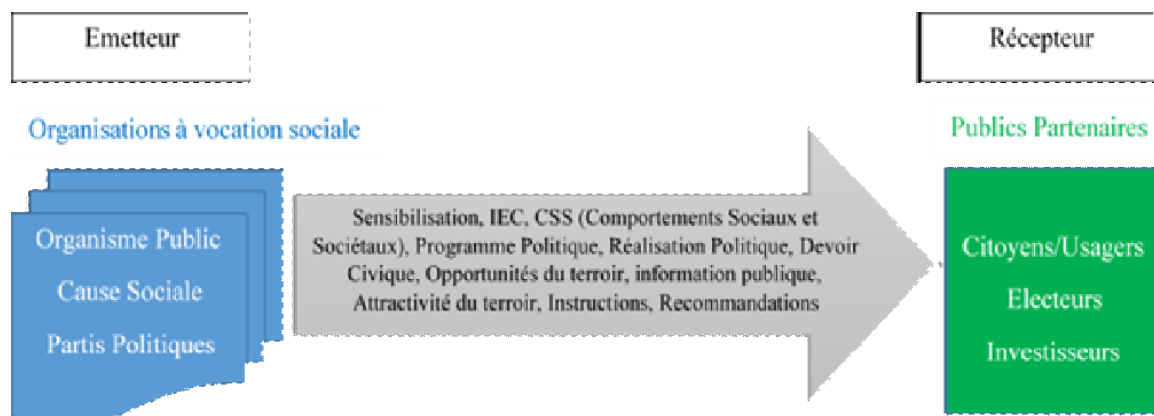 Emetteur
Récepteur
Organisations à vocation sociale
Publics Partenaires
Organisme Public
Cause Sociale
Partis Politiques
Sensibilisation, IEC, CSS (Comportements Sociaux et
Sociétaux), Programme Politique, Réalisation Politique, Devoir
Civique, Opportunités du terroir, information publique,
Attractivité du terroir, Instructions, Recommandations
Citoyens/Usagers
Electeurs
Investisseurs